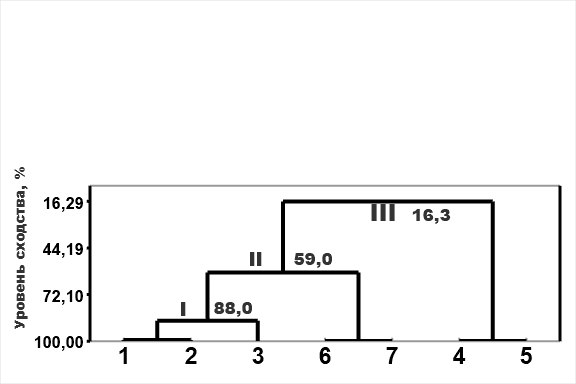 Уровень сходства, %
16,29
III 16,3
44,19
II 59,0
72,10
I 88,0
100,00
1 2 3 6 7 4 5